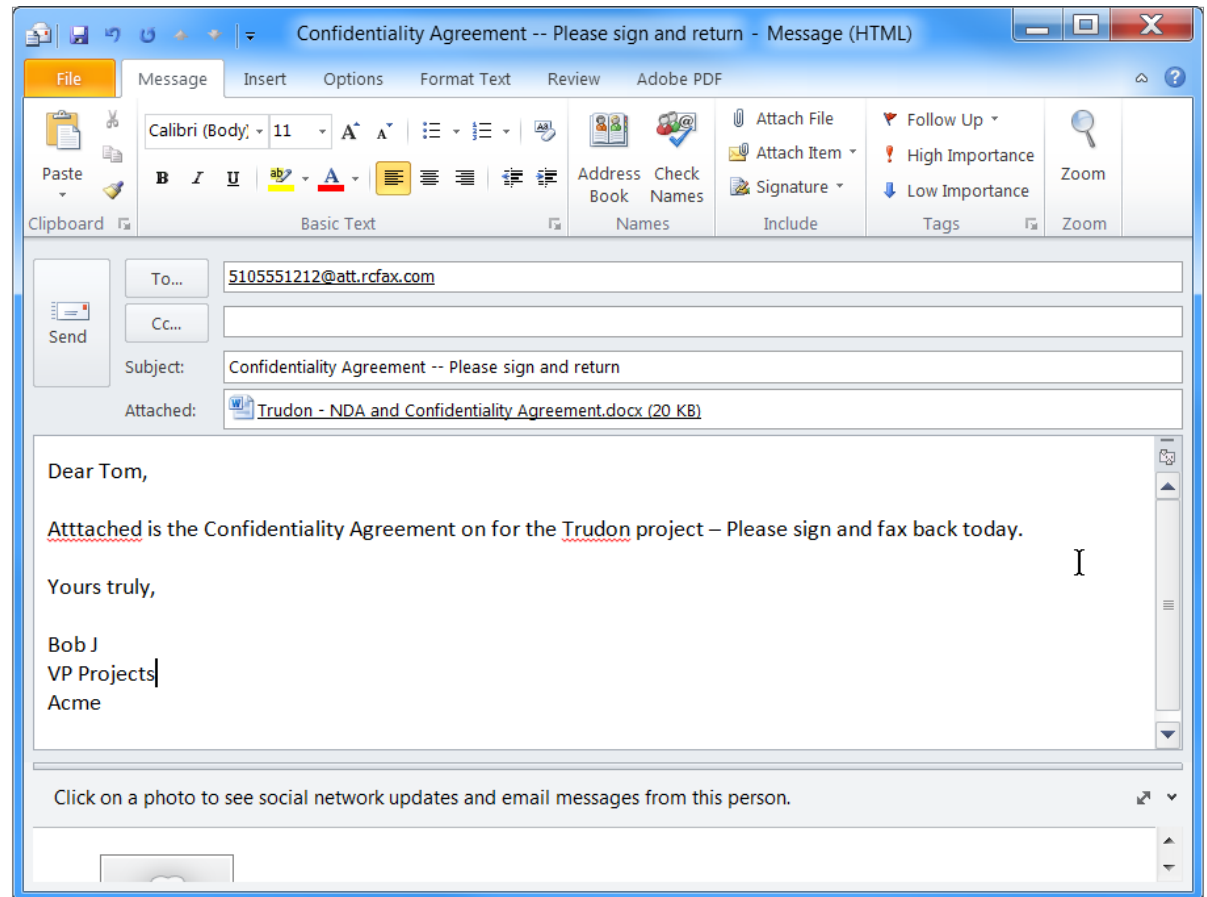 Confidentiality Agreement -- Please sign and return - Message (HTML)
File Message Insert Options Format Text Review Adobe PDF
Calibri (Body) 11
Paste
Address Book
Check Names
Attach File
Attach Item
Signature
Follow Up
High Importance
Low Importance
Zoom
Clipboard Basic Text Names Include Tags Zoom
Send
To... 5105551212@att.rcfax.com
Cc...
Subject: Confidentiality Agreement -- Please sign and return
Attached: Trudon - NDA and Confidentiality Agreement.docx (20 KB)
Dear Tom,
Atttached is the Confidentiality Agreement on for the Trudon project – Please sign and fax back today.
Yours truly,
Bob J
VP Projects
Acme
Click on a photo to see social network updates and email messages from this person.